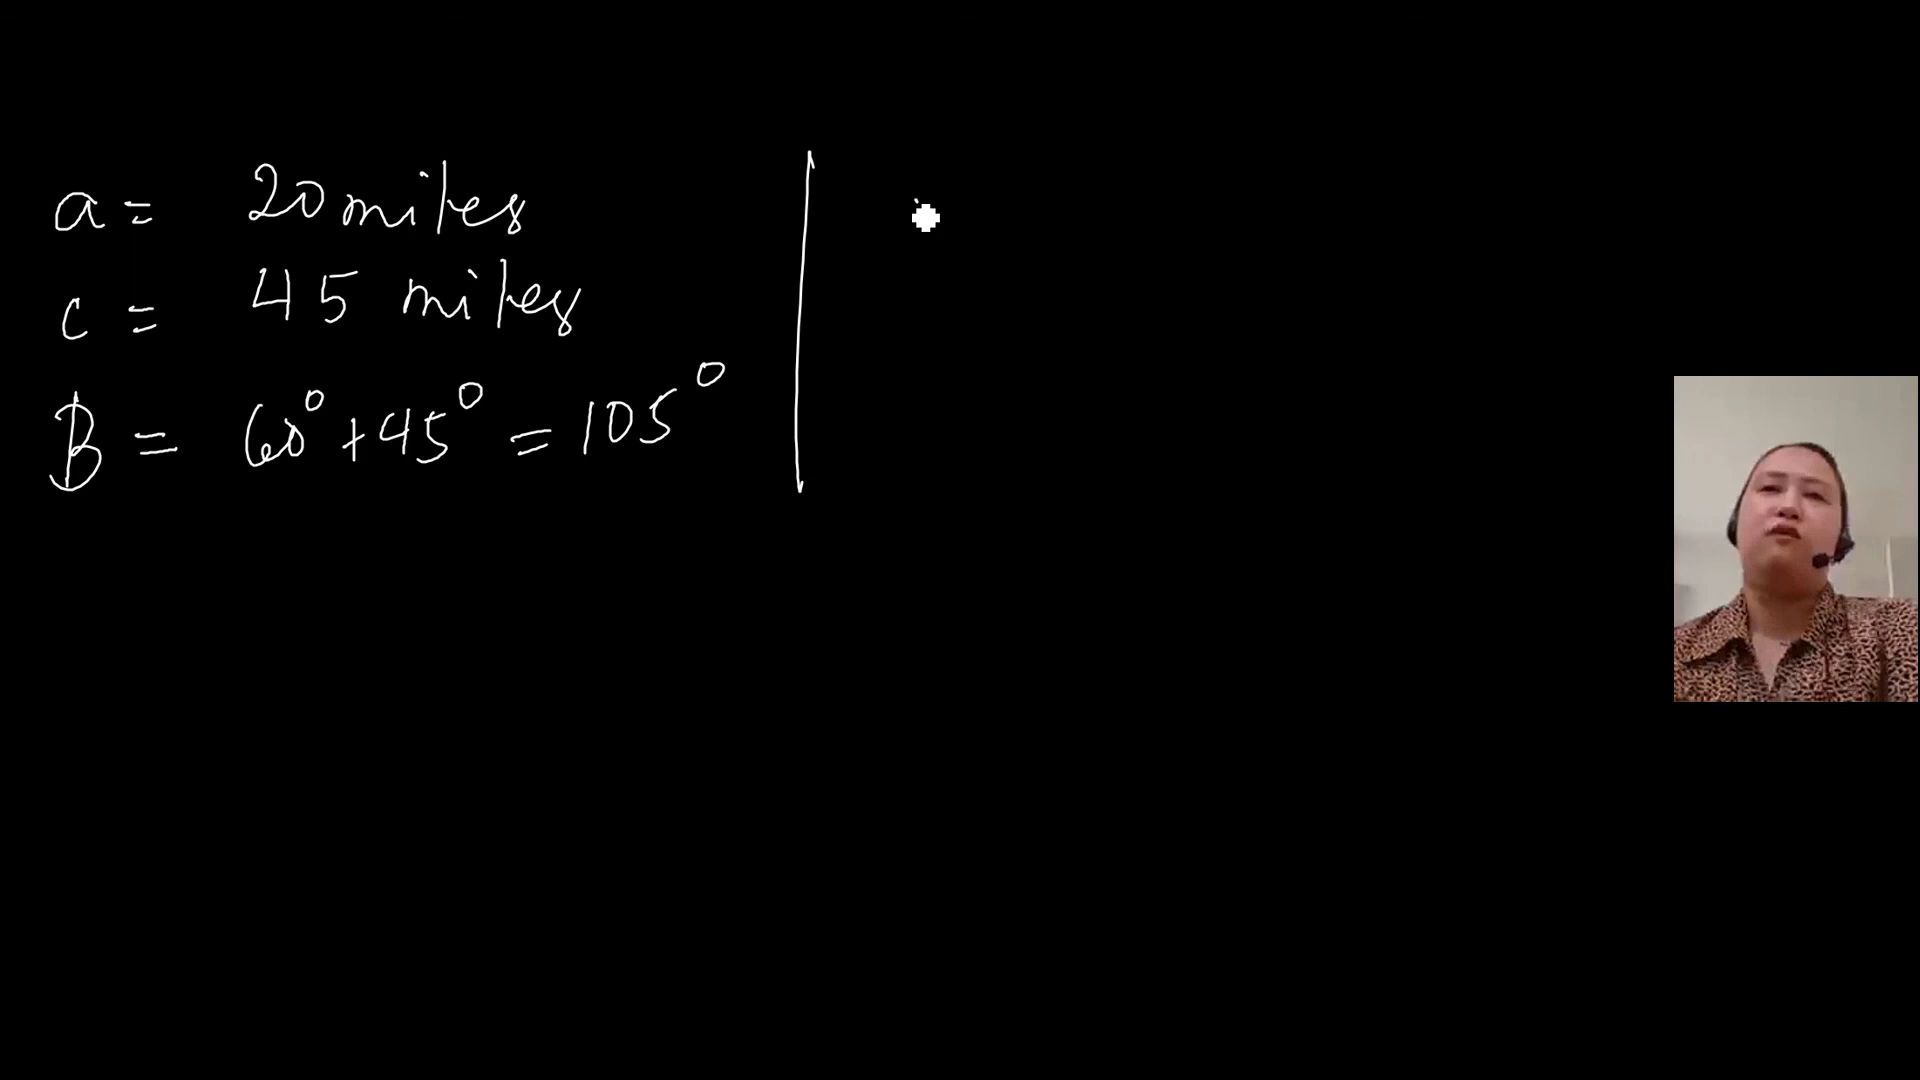 a = 20 miles
c = 45 miles
B = 60° + 45° = 105°